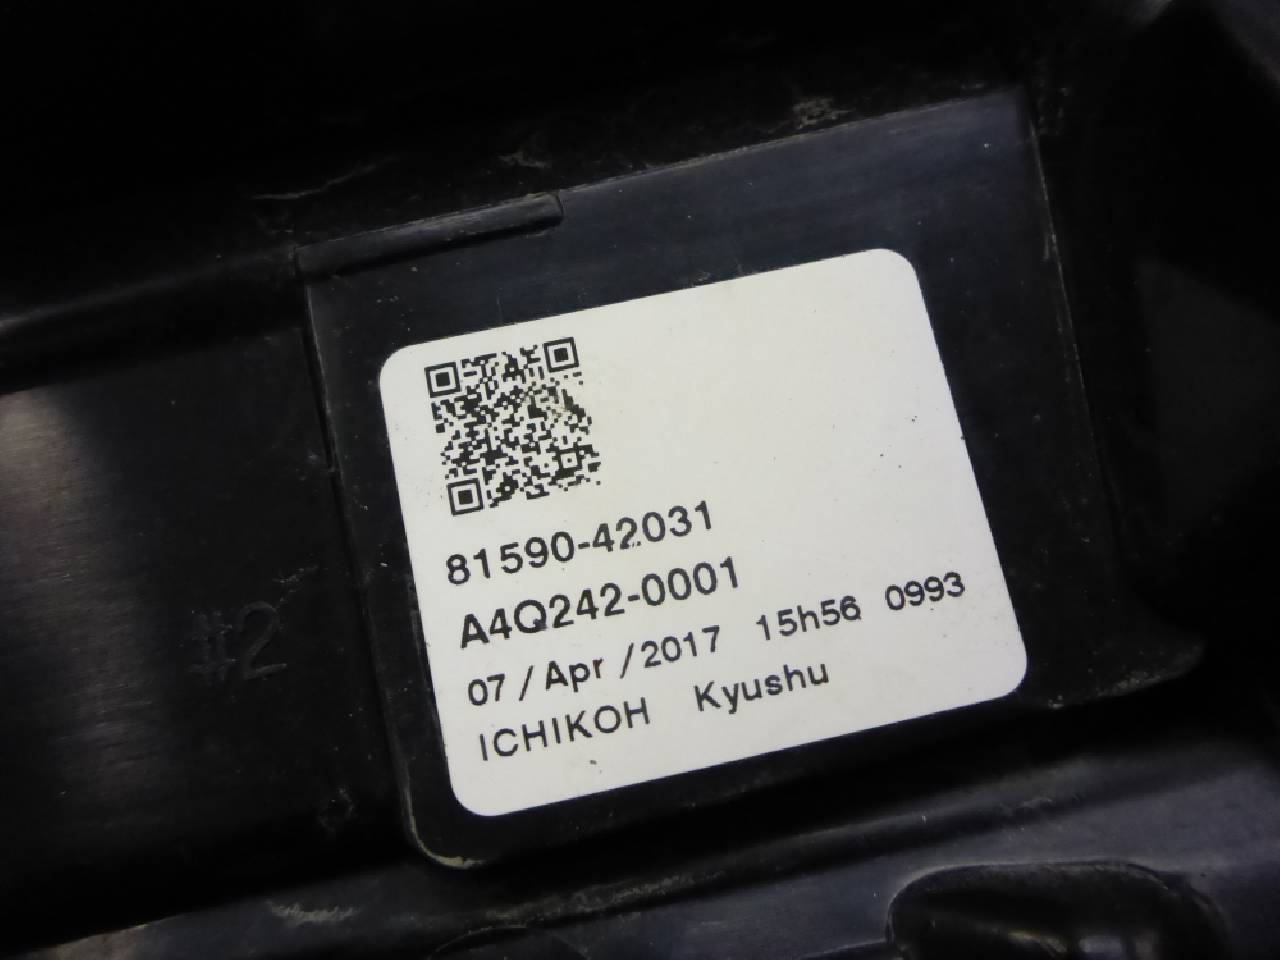 81590-42031
A4Q242-0001
07 / Apr / 2017 15h56 0993
ICHIKOH Kyushu
#2